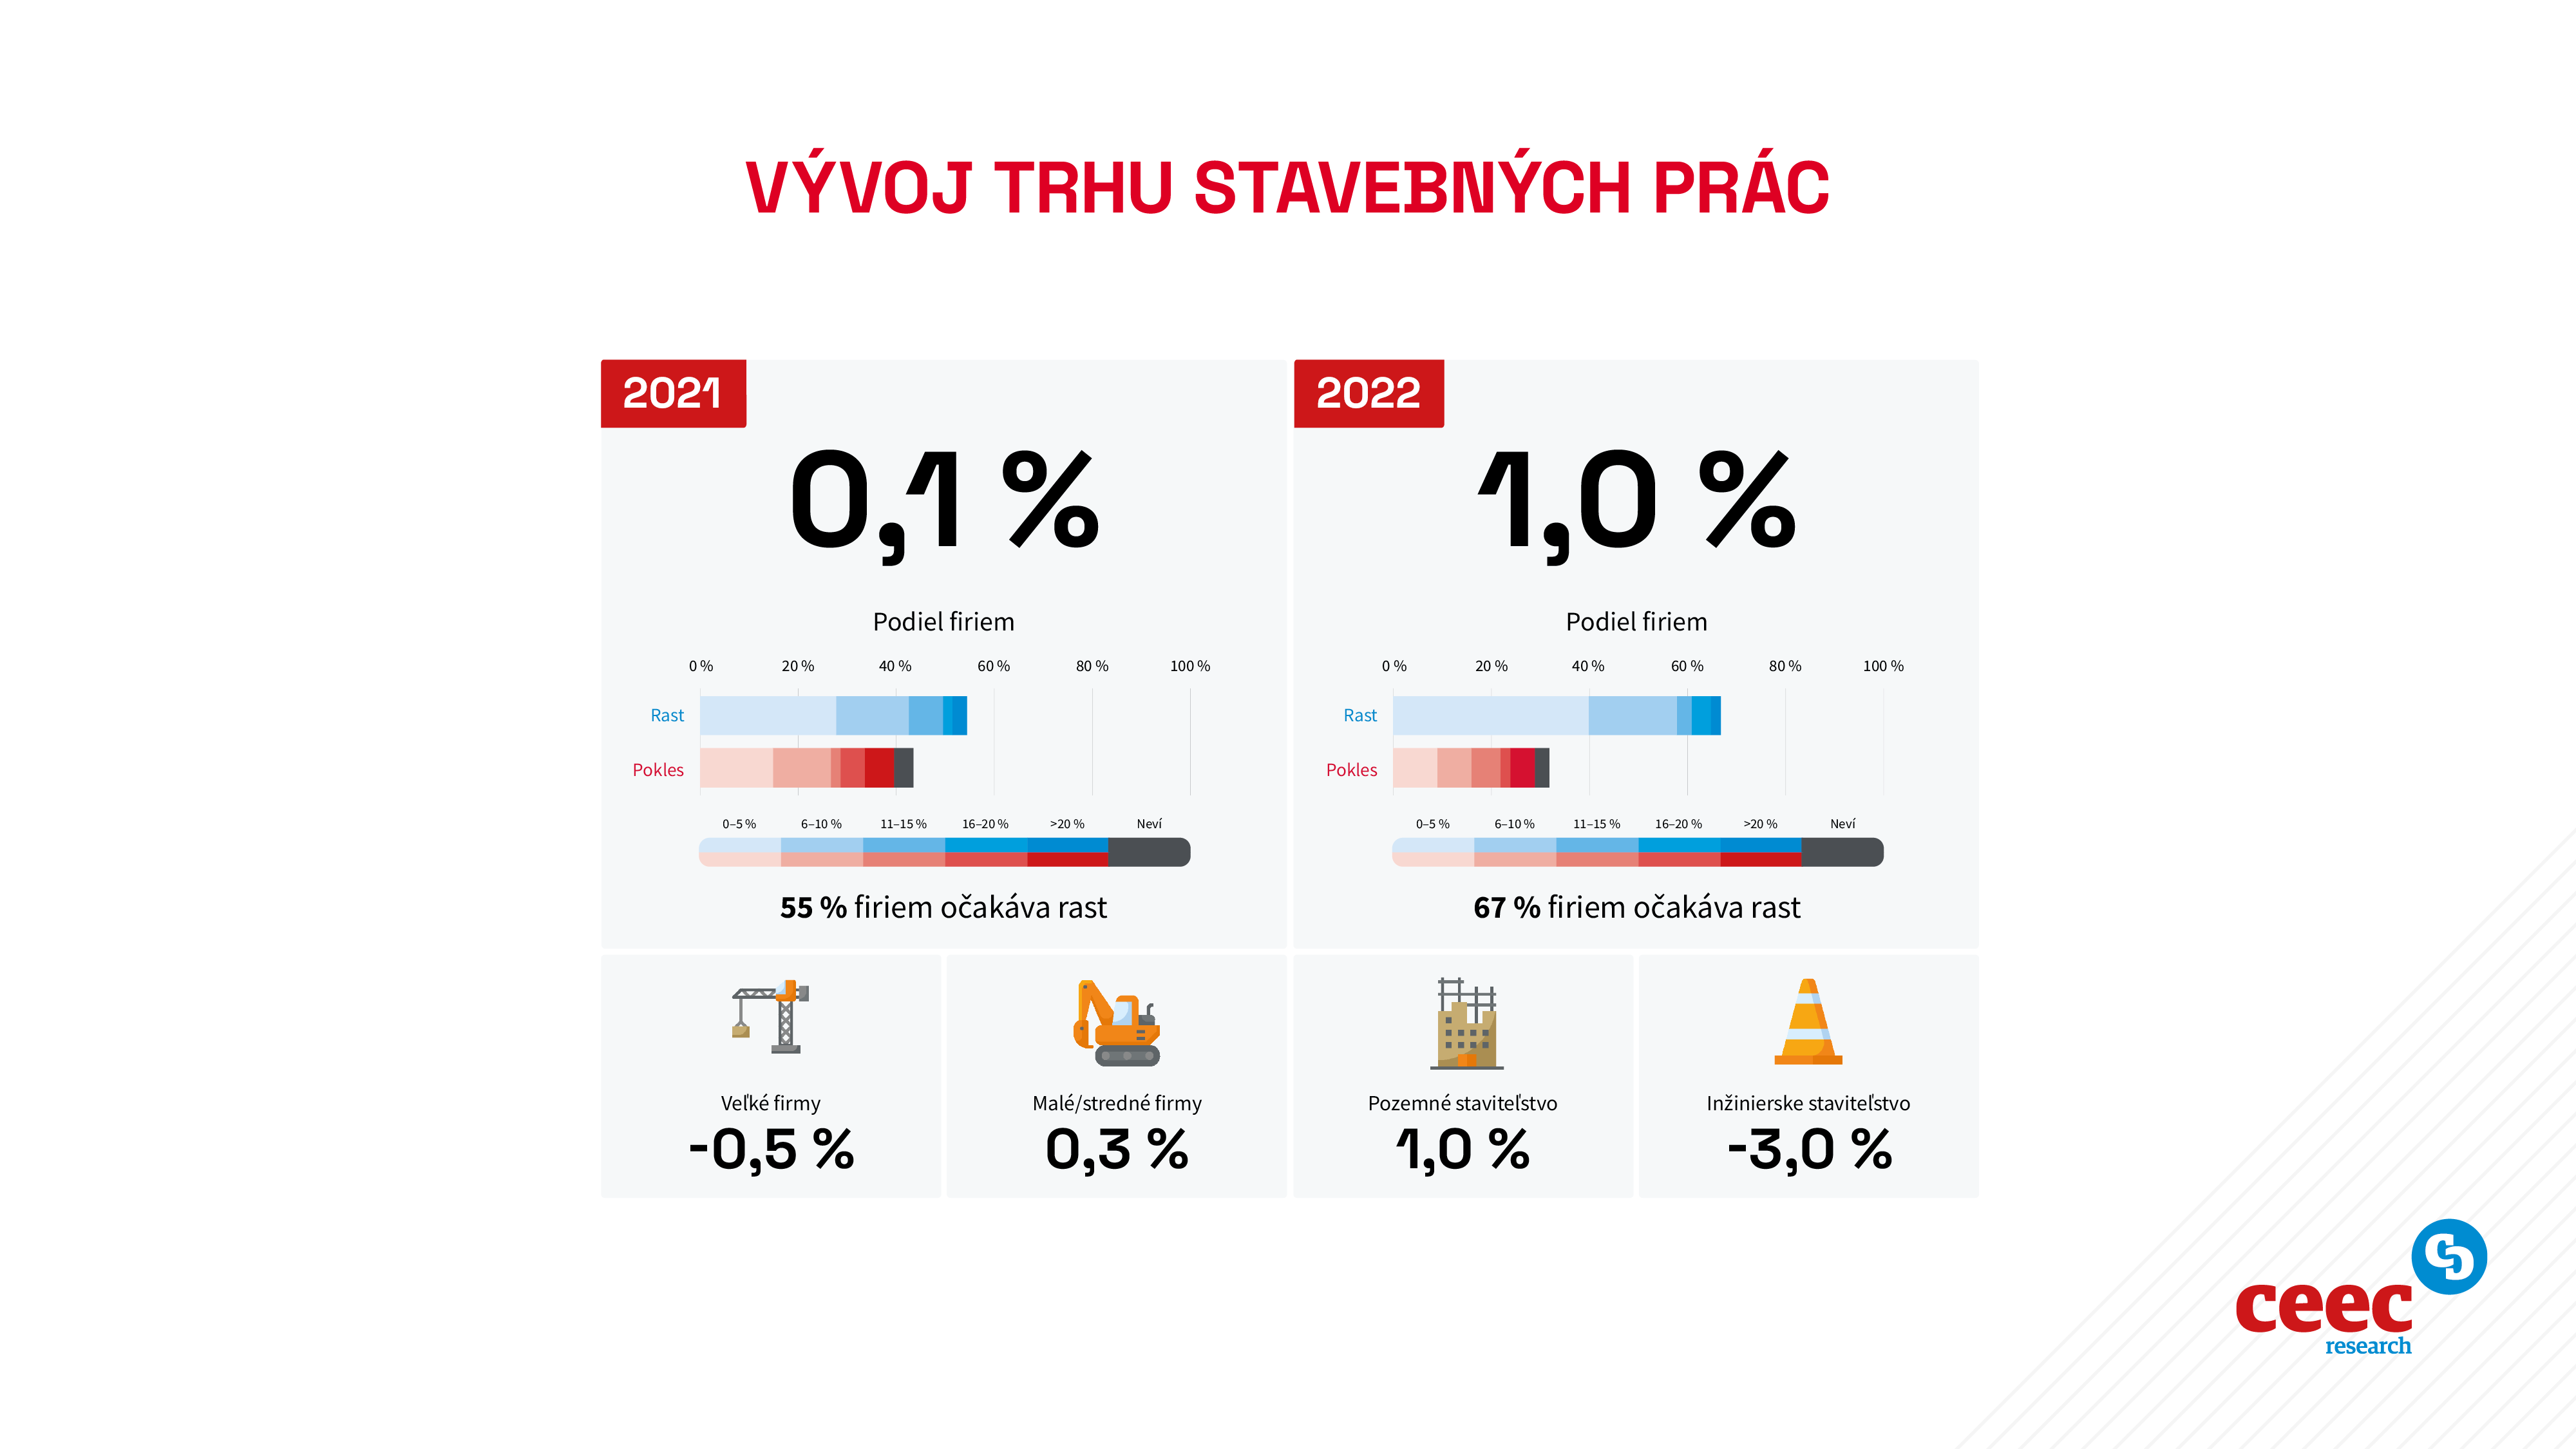 VÝVOJ TRHU STAVEBNÝCH PRÁC
2021
0,1 %
Podiel firiem
0 % 20 % 40 % 60 % 80 % 100 %
Rast
Pokles
0–5 % 6–10 % 11–15 % 16–20 % >20 % Neví
55 % firiem očakáva rast
2022
1,0 %
Podiel firiem
0 % 20 % 40 % 60 % 80 % 100 %
Rast
Pokles
0–5 % 6–10 % 11–15 % 16–20 % >20 % Neví
67 % firiem očakáva rast
Veľké firmy
-0,5 %
Malé/stredné firmy
0,3 %
Pozemné staviteľstvo
1,0 %
Inžinierske staviteľstvo
-3,0 %
ceec
research